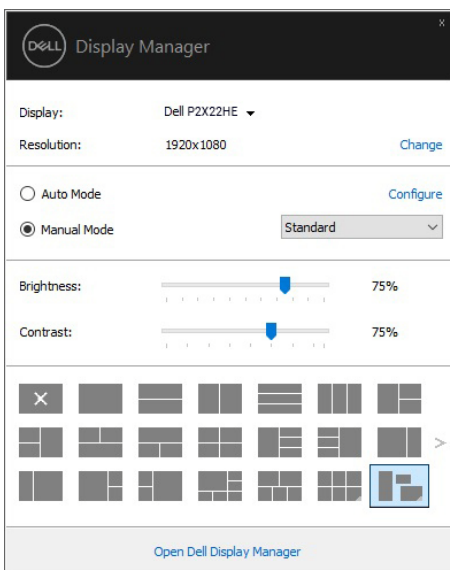 x
DELL Display Manager
Display: Dell P2X22HE
Resolution: 1920x1080 Change
Auto Mode Configure
Manual Mode Standard
Brightness: 75%
Contrast: 75%
Open Dell Display Manager